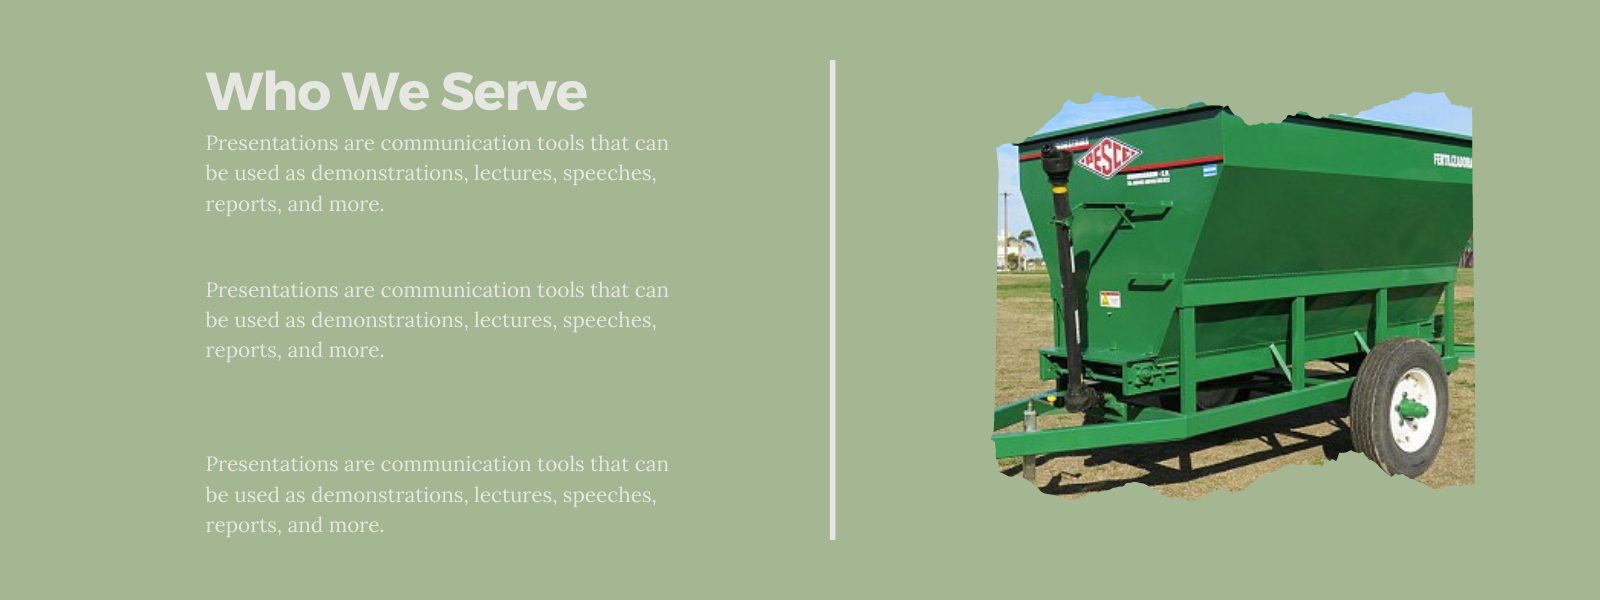 Who We Serve
Presentations are communication tools that can
be used as demonstrations, lectures, speeches,
reports, and more.
Presentations are communication tools that can
be used as demonstrations, lectures, speeches,
reports, and more.
Presentations are communication tools that can
be used as demonstrations, lectures, speeches,
reports, and more.
PESCE
FERTILIZADORA